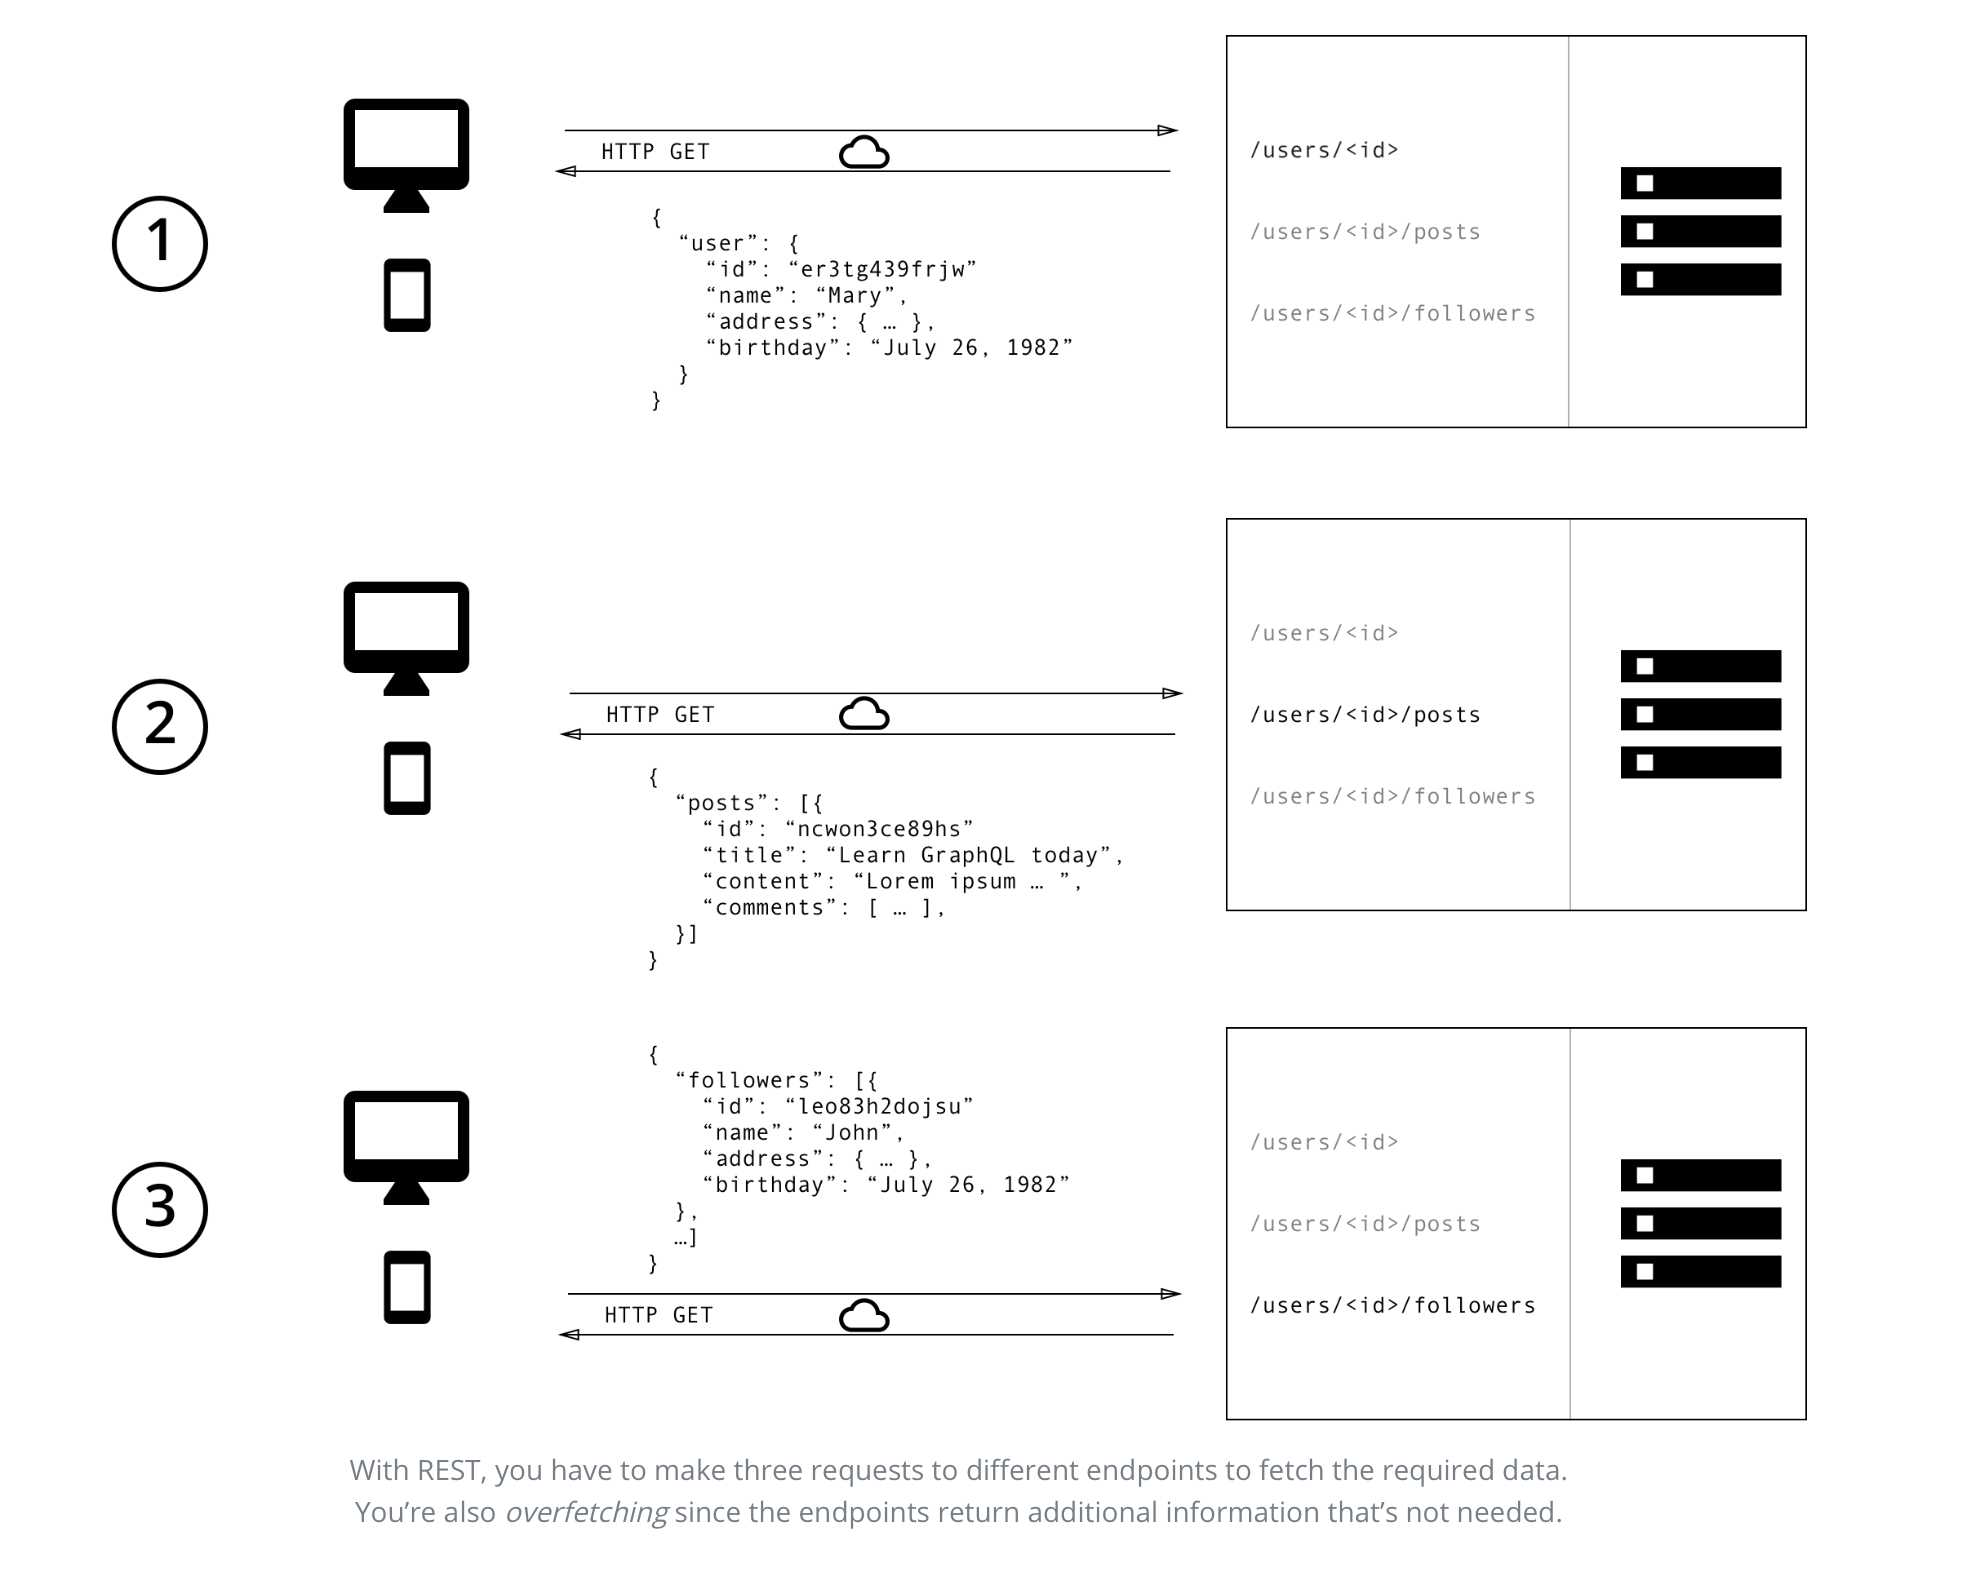 1
HTTP GET
{
“user”: {
“id”: “er3tg439frjw”
“name”: “Mary”,
“address”: { … },
“birthday”: “July 26, 1982”
}
}
/users/<id>
/users/<id>/posts
/users/<id>/followers
2
HTTP GET
{
“posts”: [{
“id”: “ncwon3ce89hs”
“title”: “Learn GraphQL today”,
“content”: “Lorem ipsum … ”,
“comments”: [ … ],
}]
}
/users/<id>
/users/<id>/posts
/users/<id>/followers
3
{
“followers”: [{
“id”: “leo83h2dojsu”
“name”: “John”,
“address”: { … },
“birthday”: “July 26, 1982”
},
…]
}
HTTP GET
/users/<id>
/users/<id>/posts
/users/<id>/followers
With REST, you have to make three requests to different endpoints to fetch the required data.
You’re also overfetching since the endpoints return additional information that’s not needed.